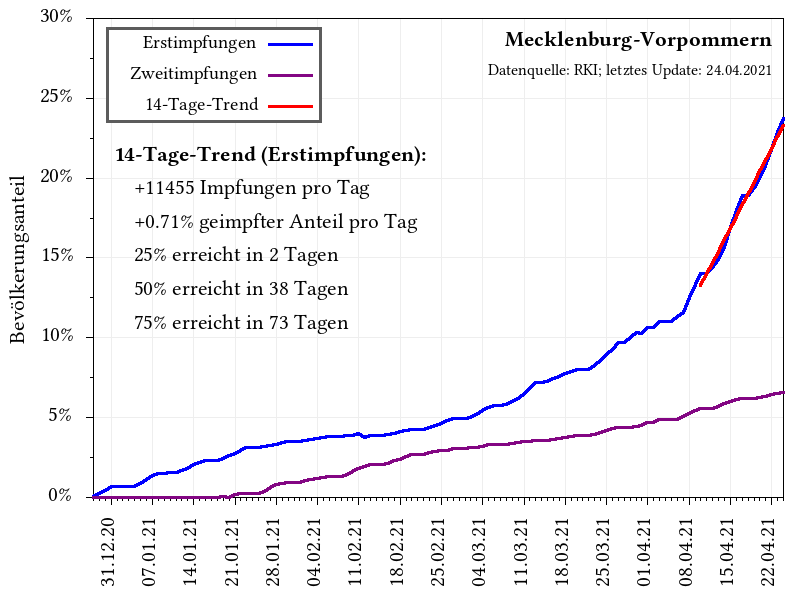 30%
25%
20%
15%
10%
5%
0%
Bevölkerungsanteil
Erstimpfungen
Zweitimpfungen
14-Tage-Trend
Mecklenburg-Vorpommern
Datenquelle: RKI; letztes Update: 24.04.2021
14-Tage-Trend (Erstimpfungen):
+11455 Impfungen pro Tag
+0.71% geimpfter Anteil pro Tag
25% erreicht in 2 Tagen
50% erreicht in 38 Tagen
75% erreicht in 73 Tagen
31.12.20
07.01.21
14.01.21
21.01.21
28.01.21
04.02.21
11.02.21
18.02.21
25.02.21
04.03.21
11.03.21
18.03.21
25.03.21
01.04.21
08.04.21
15.04.21
22.04.21